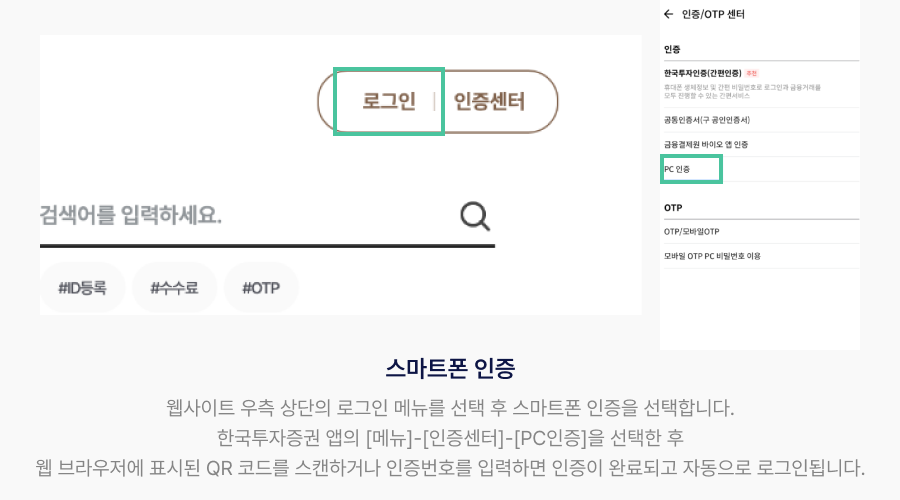 로그인
인증센터
검색어를 입력하세요.
#ID등록
#수수료
#OTP
인증/OTP 센터
인증
한국투자인증(간편인증) 추천
휴대폰 생체정보 및 간편 비밀번호로 로그인과 금융거래를
모두 진행할 수 있는 간편서비스
공동인증서(구 공인인증서)
금융결제원 바이오 앱 인증
PC 인증
OTP
OTP/모바일OTP
모바일 OTP PC 비밀번호 이용
스마트폰 인증
웹사이트 우측 상단의 로그인 메뉴를 선택 후 스마트폰 인증을 선택합니다.
한국투자증권 앱의 [메뉴]-[인증센터]-[PC인증]을 선택한 후
웹 브라우저에 표시된 QR 코드를 스캔하거나 인증번호를 입력하면 인증이 완료되고 자동으로 로그인됩니다.